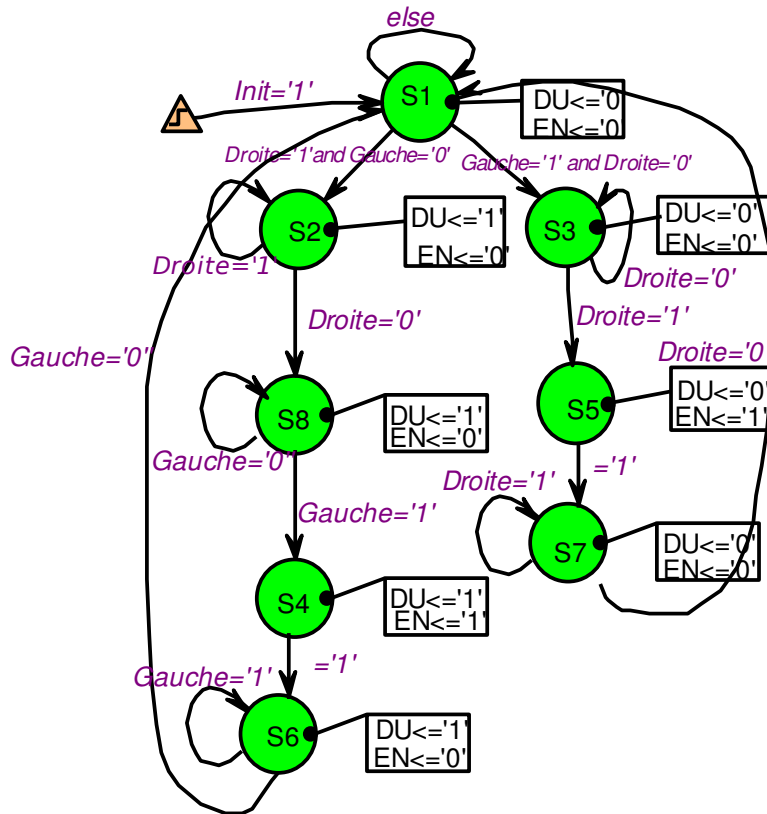 else
Init='1'
S1
DU<='0'
EN<='0'
Droite='1'and Gauche='0'
Gauche='1' and Droite='0'
S2
DU<='1'
EN<='0'
S3
DU<='0'
EN<='0'
Droite='1'
Droite='0'
Droite='0'
Droite='1'
Gauche='0'
Droite='0
S8
DU<='1'
EN<='0'
S5
DU<='0'
EN<='1'
Gauche='0'
='1'
Droite='1'
Gauche='1'
S7
DU<='0'
EN<='0'
S4
DU<='1'
EN<='1'
Gauche='1'
='1'
S6
DU<='1'
EN<='0'